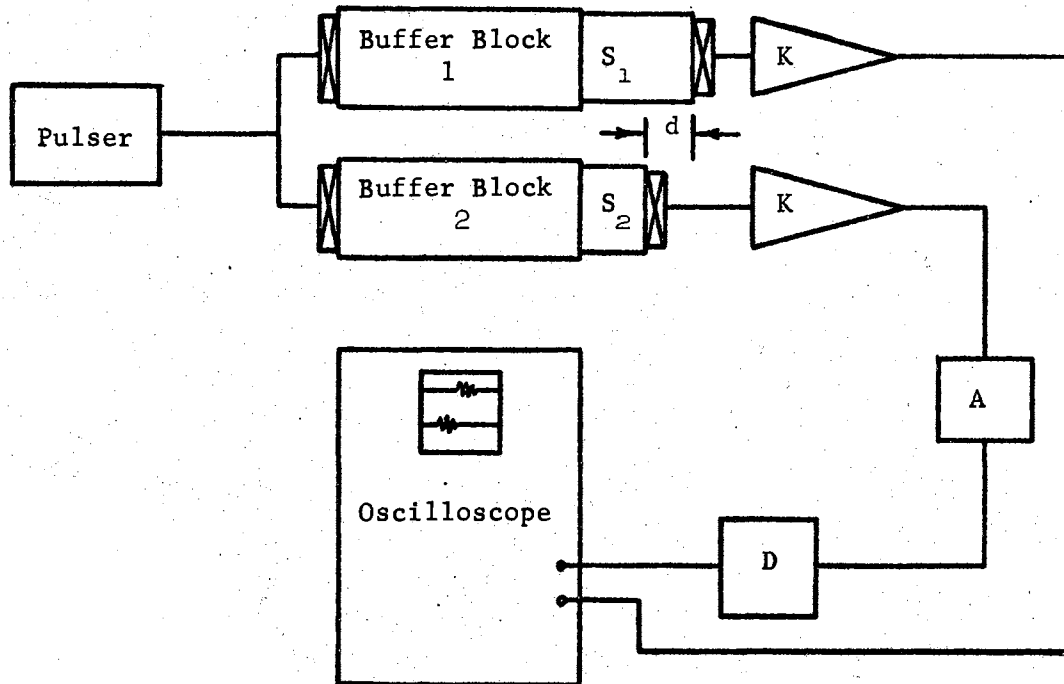 Buffer Block
1
S1
K
Pulser
d
Buffer Block
2
S2
K
A
Oscilloscope
D